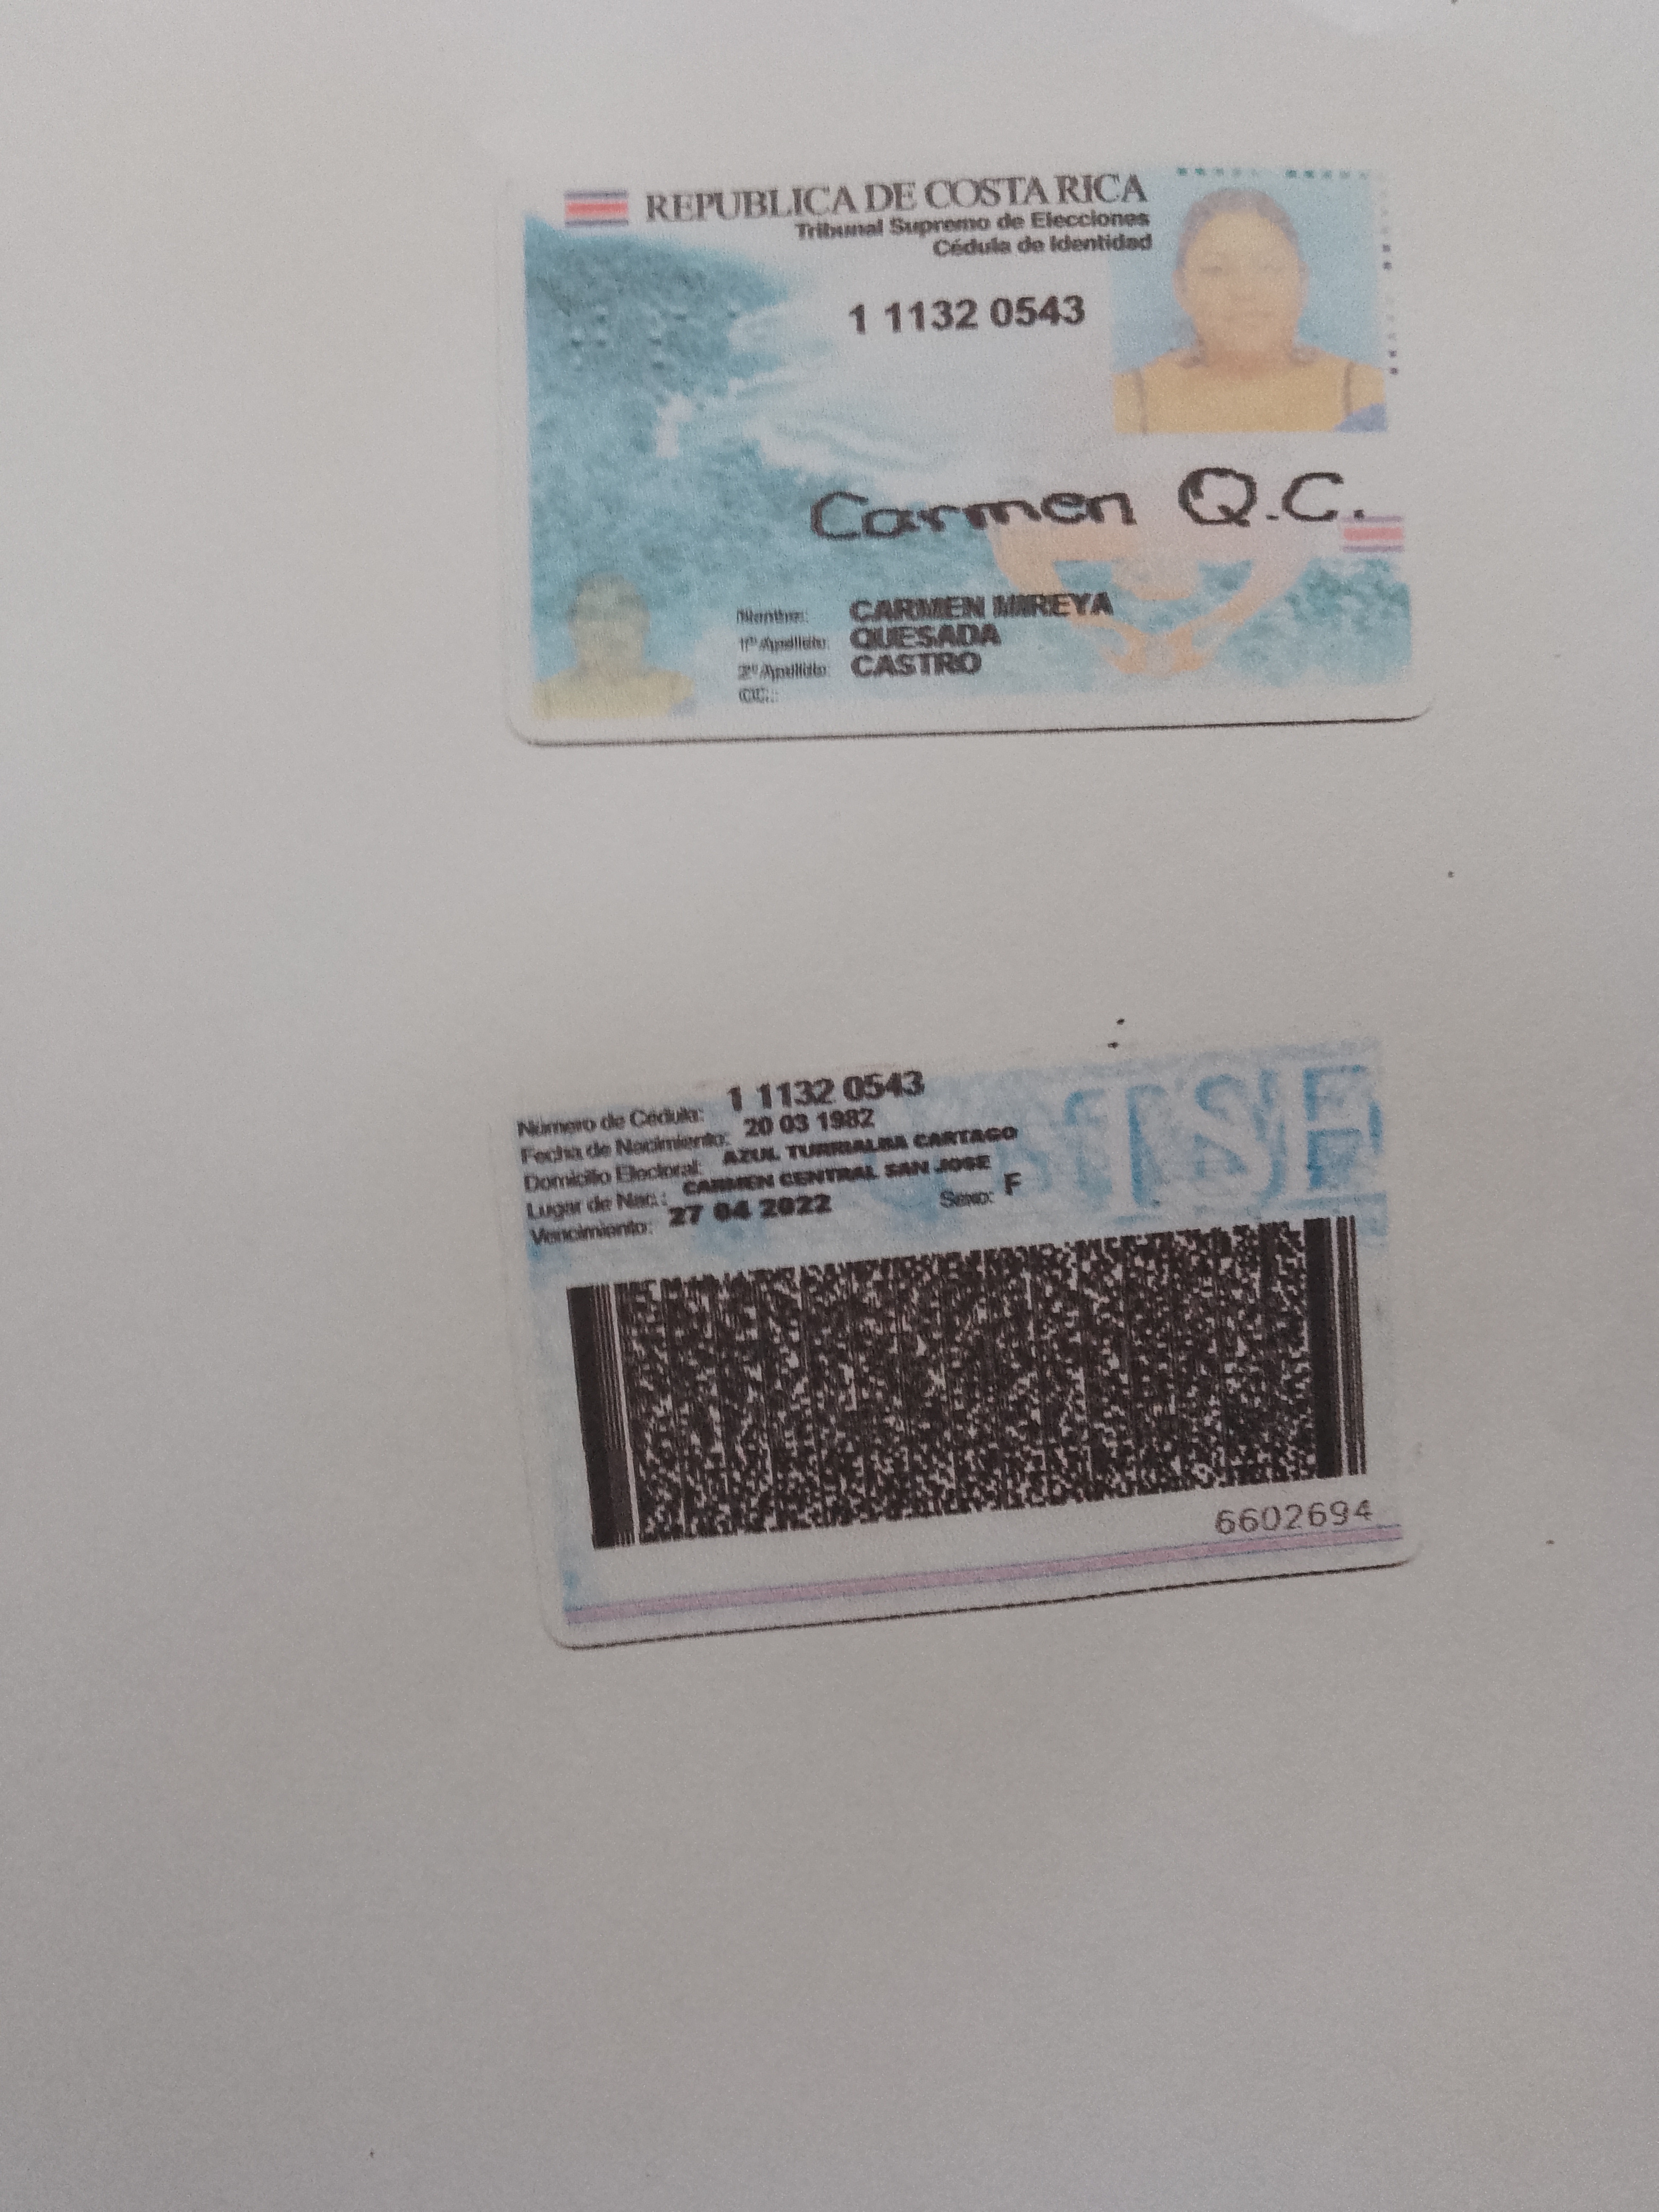 REPUBLICA DE COSTA RICA
Tribunal Supremo de Elecciones
Cédula de Identidad
1 1132 0543
Carmen Q.C.
Nombre: CARMEN MIREYA
1º Apellido: QUESADA
2º Apellido: CASTRO
CC.:
Número de Cédula: 1 1132 0543
Fecha de Nacimiento: 20 03 1982
Domicilio Electoral: AZUL TURRIALBA CARTAGO
Lugar de Nac.: CARMEN CENTRAL SAN JOSE
Vencimiento: 27 04 2022 Sexo: F
TSE
6602694